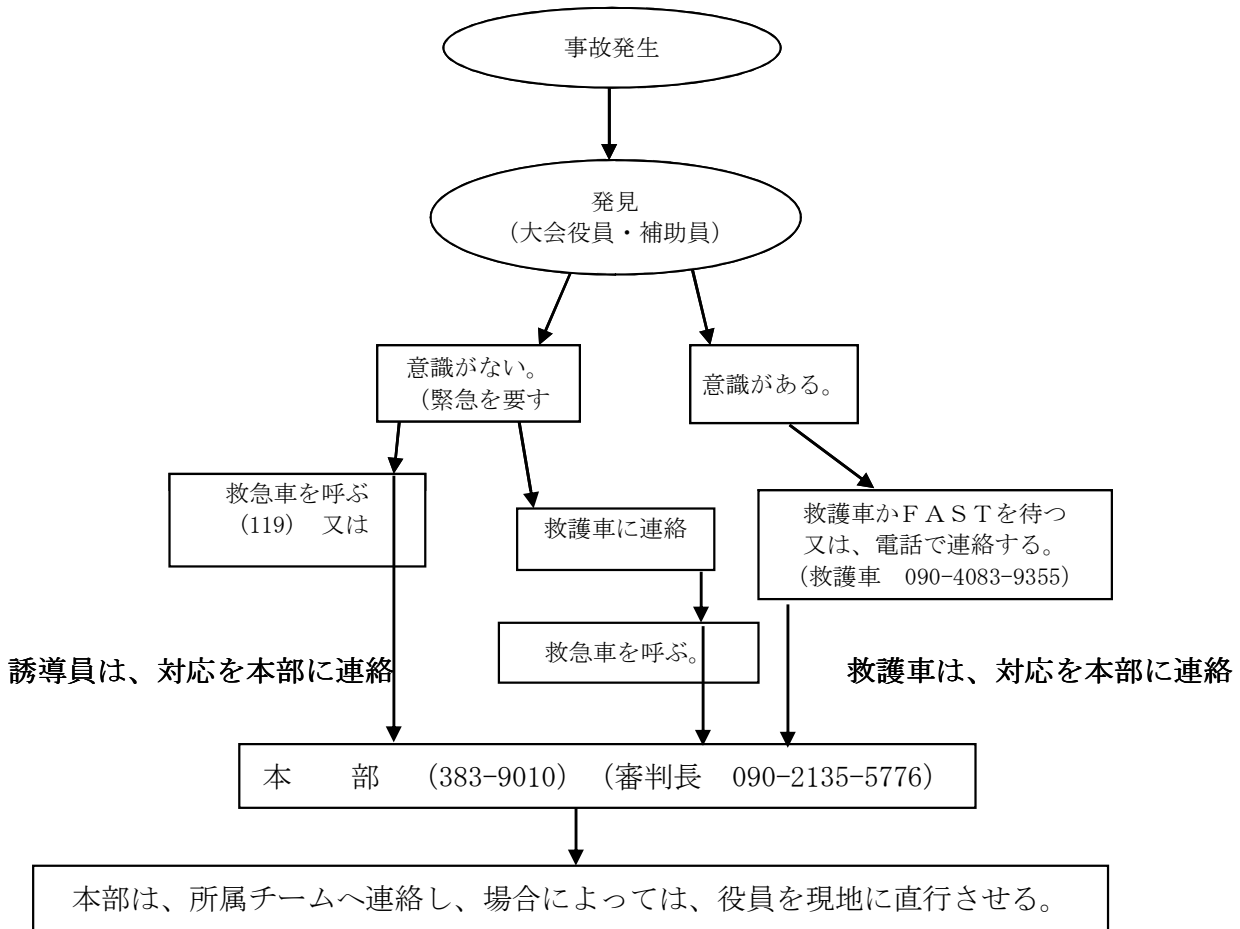 事故発生
発見
(大会役員・補助員)
意識がない。
(緊急を要す
意識がある。
救急車を呼ぶ
(119)　又は
救護車に連絡
救護車かＦＡＳＴを待つ
又は、電話で連絡する。
(救護車　090-4083-9355)
救急車を呼ぶ。
誘導員は、対応を本部に連絡
救護車は、対応を本部に連絡
本　　部　(383-9010)　(審判長　090-2135-5776)
本部は、所属チームへ連絡し、場合によっては、役員を現地に直行させる。